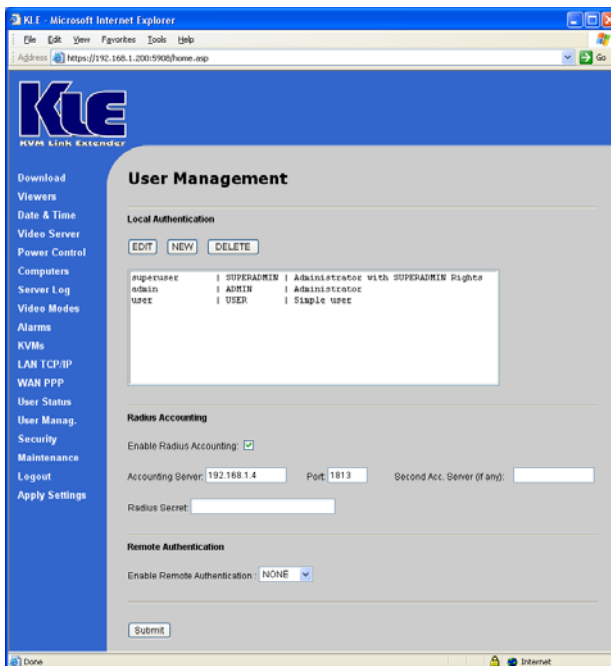 KLE - Microsoft Internet Explorer
File Edit View Favorites Tools Help
Address https://192.168.1.200:5908/home.asp Go
KLE
KVM Link Extender
Download
Viewers
Date & Time
Video Server
Power Control
Computers
Server Log
Video Modes
Alarms
KVMs
LAN TCP/IP
WAN PPP
User Status
User Manag.
Security
Maintenance
Logout
Apply Settings
User Management
Local Authentication
EDIT NEW DELETE
superuser | SUPERADMIN | Administrator with SUPERADMIN Rights
admin | ADMIN | Administrator
user | USER | Simple user
Radius Accounting
Enable Radius Accounting:
Accounting Server: 192.168.1.4 Port: 1813 Second Acc. Server (if any):
Radius Secret:
Remote Authentication
Enable Remote Authentication : NONE
Submit
Done Internet